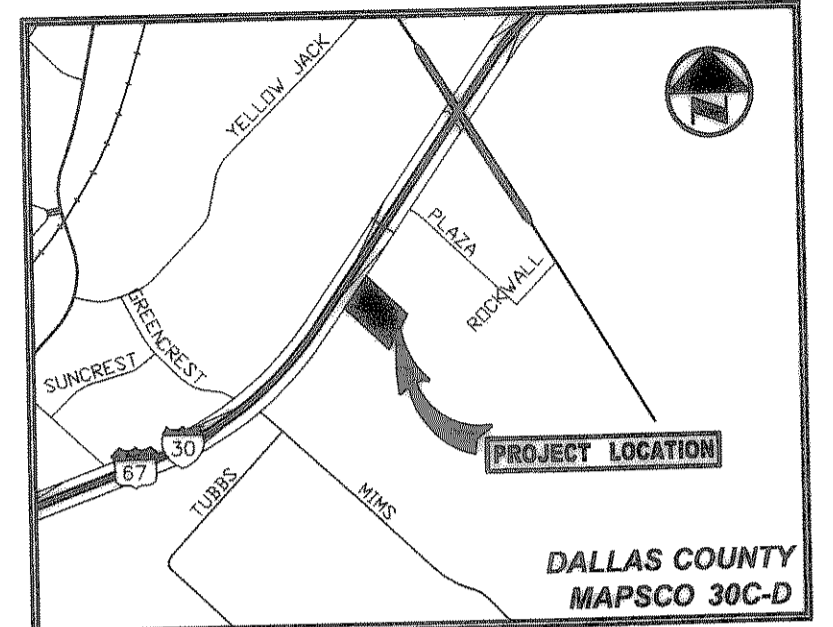 YELLOW JACK
PLAZA
ROCKWALL
GREENCREST
SUNCREST
30
67
TUBBS
MIMS
PROJECT LOCATION
DALLAS COUNTY
MAPSCO 30C-D